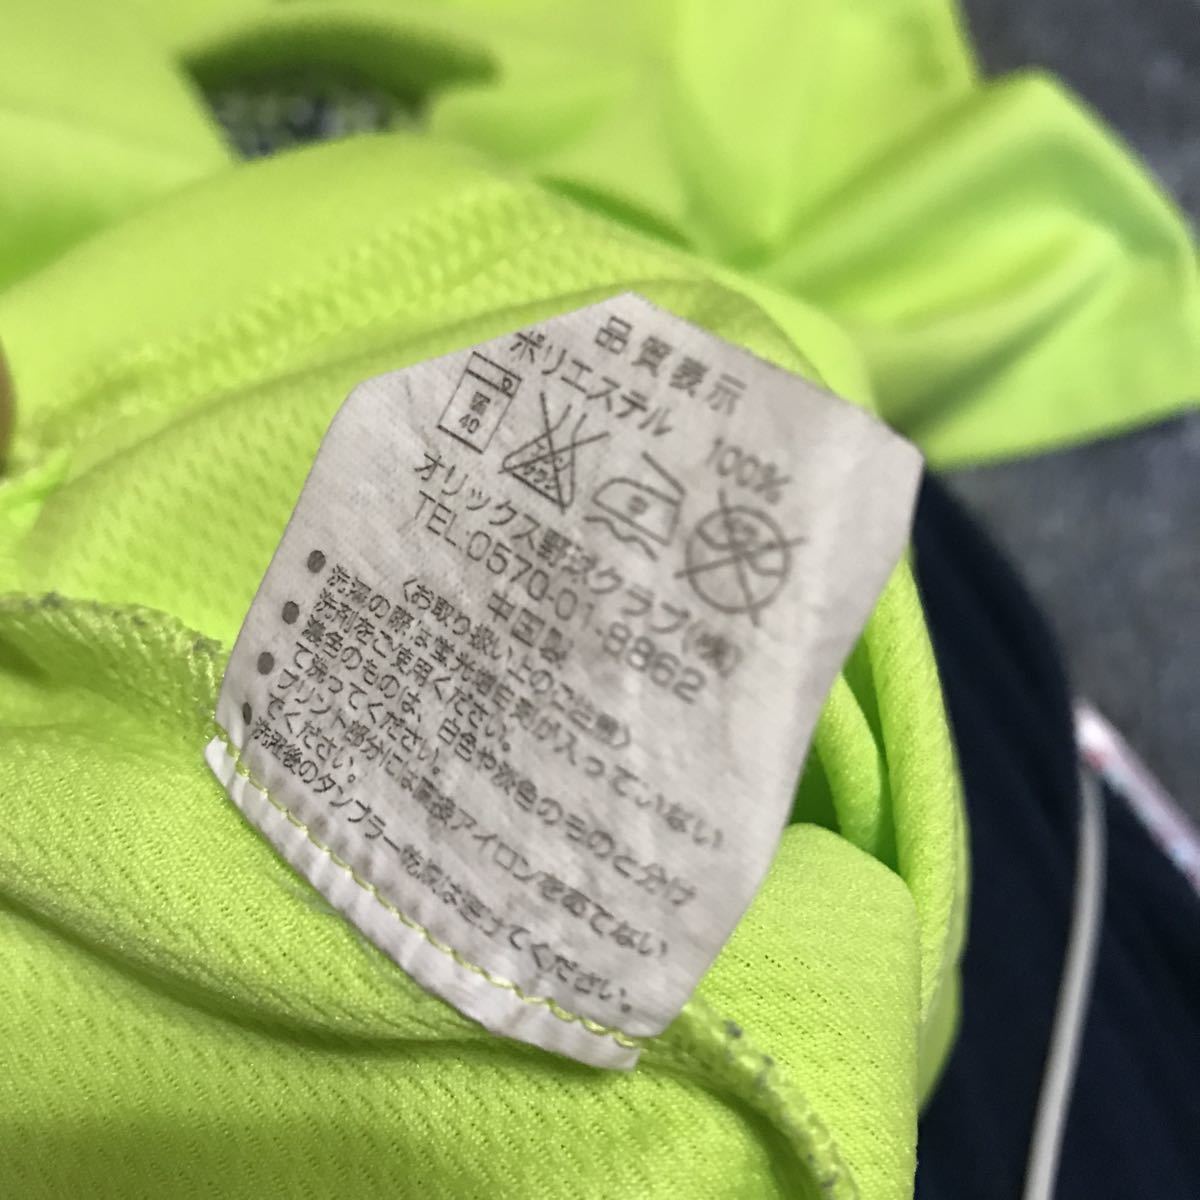 品質表示
ポリエステル 100%
40
オリックス野球クラブ(株)
TEL.0570-01-8862
中国製
〈お取り扱い上のご注意〉
●洗濯の際は蛍光増白剤が入っていない
洗剤をご使用ください。
●濃色のものは、白色や淡色のものと分け
て洗ってください。
●プリント部分には直接アイロンをあてない
でください。
●洗濯後のタンブラー乾燥は避けてください。